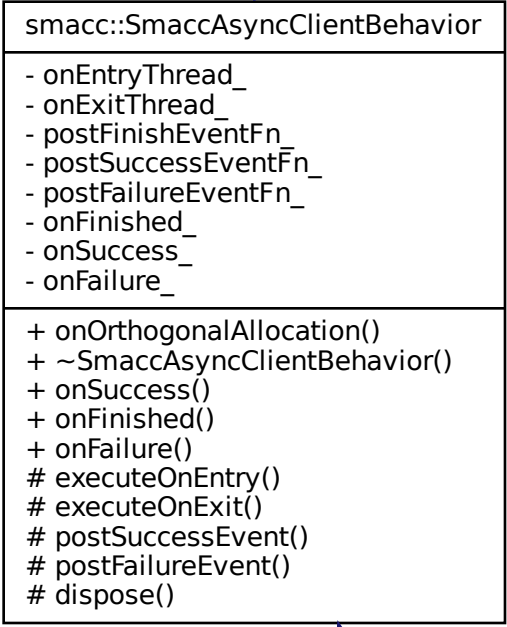 smacc::SmaccAsyncClientBehavior
- onEntryThread_
- onExitThread_
- postFinishEventFn_
- postSuccessEventFn_
- postFailureEventFn_
- onFinished_
- onSuccess_
- onFailure_
+ onOrthogonalAllocation()
+ ~SmaccAsyncClientBehavior()
+ onSuccess()
+ onFinished()
+ onFailure()
# executeOnEntry()
# executeOnExit()
# postSuccessEvent()
# postFailureEvent()
# dispose()